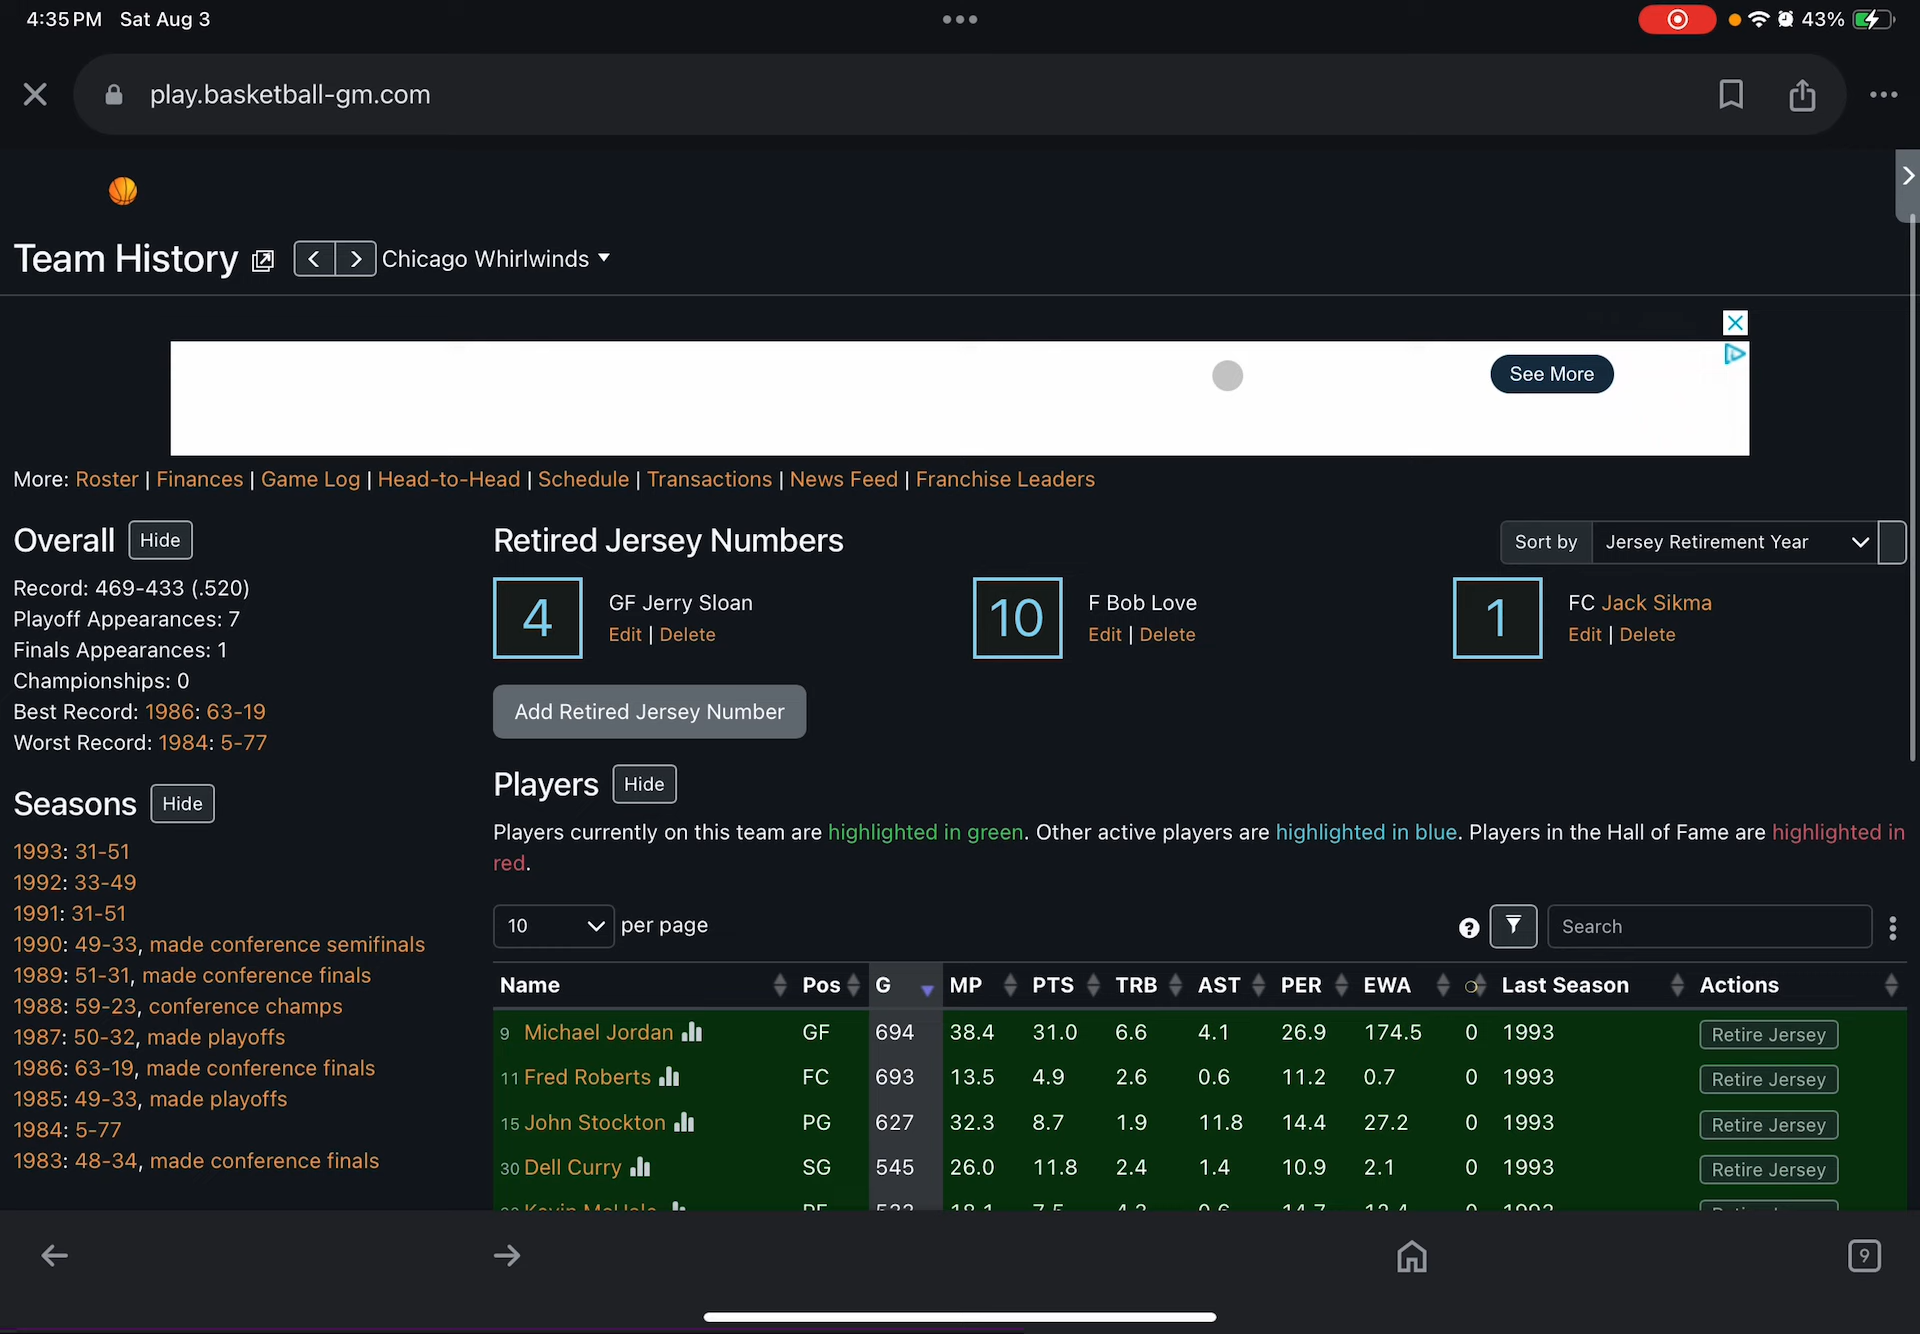 4:35 PM Sat Aug 3
43%
play.basketball-gm.com
Team History
Chicago Whirlwinds
See More
More: Roster | Finances | Game Log | Head-to-Head | Schedule | Transactions | News Feed | Franchise Leaders
Overall Hide
Record: 469-433 (.520)
Playoff Appearances: 7
Finals Appearances: 1
Championships: 0
Best Record: 1986: 63-19
Worst Record: 1984: 5-77
Seasons Hide
1993: 31-51
1992: 33-49
1991: 31-51
1990: 49-33, made conference semifinals
1989: 51-31, made conference finals
1988: 59-23, conference champs
1987: 50-32, made playoffs
1986: 63-19, made conference finals
1985: 49-33, made playoffs
1984: 5-77
1983: 48-34, made conference finals
Retired Jersey Numbers
Sort by Jersey Retirement Year
4 GF Jerry Sloan
Edit | Delete
10 F Bob Love
Edit | Delete
1 FC Jack Sikma
Edit | Delete
Add Retired Jersey Number
Players Hide
Players currently on this team are highlighted in green. Other active players are highlighted in blue. Players in the Hall of Fame are highlighted in
red.
10 per page
Search
Name Pos G MP PTS TRB AST PER EWA Last Season Actions
9 Michael Jordan GF 694 38.4 31.0 6.6 4.1 26.9 174.5 0 1993 Retire Jersey
11 Fred Roberts FC 693 13.5 4.9 2.6 0.6 11.2 0.7 0 1993 Retire Jersey
15 John Stockton PG 627 32.3 8.7 1.9 11.8 14.4 27.2 0 1993 Retire Jersey
30 Dell Curry SG 545 26.0 11.8 2.4 1.4 10.9 2.1 0 1993 Retire Jersey
9